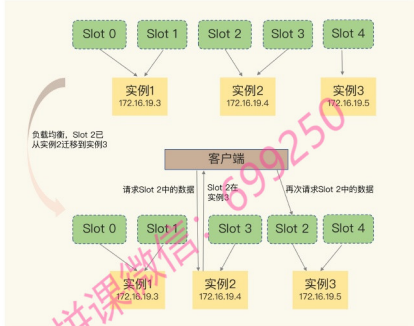 Slot 0
Slot 1
Slot 2
Slot 3
Slot 4
实例1
172.16.19.3
实例2
172.16.19.4
实例3
172.16.19.5
负载均衡，Slot 2已
从实例2迁移到实例3
客户端
请求Slot 2中的数据
Slot 2在
实例3
再次请求Slot 2中的数据
Slot 0
Slot 1
Slot 3
Slot 2
Slot 4
实例1
172.16.19.3
实例2
172.16.19.4
实例3
172.16.19.5
拼课微信：699250